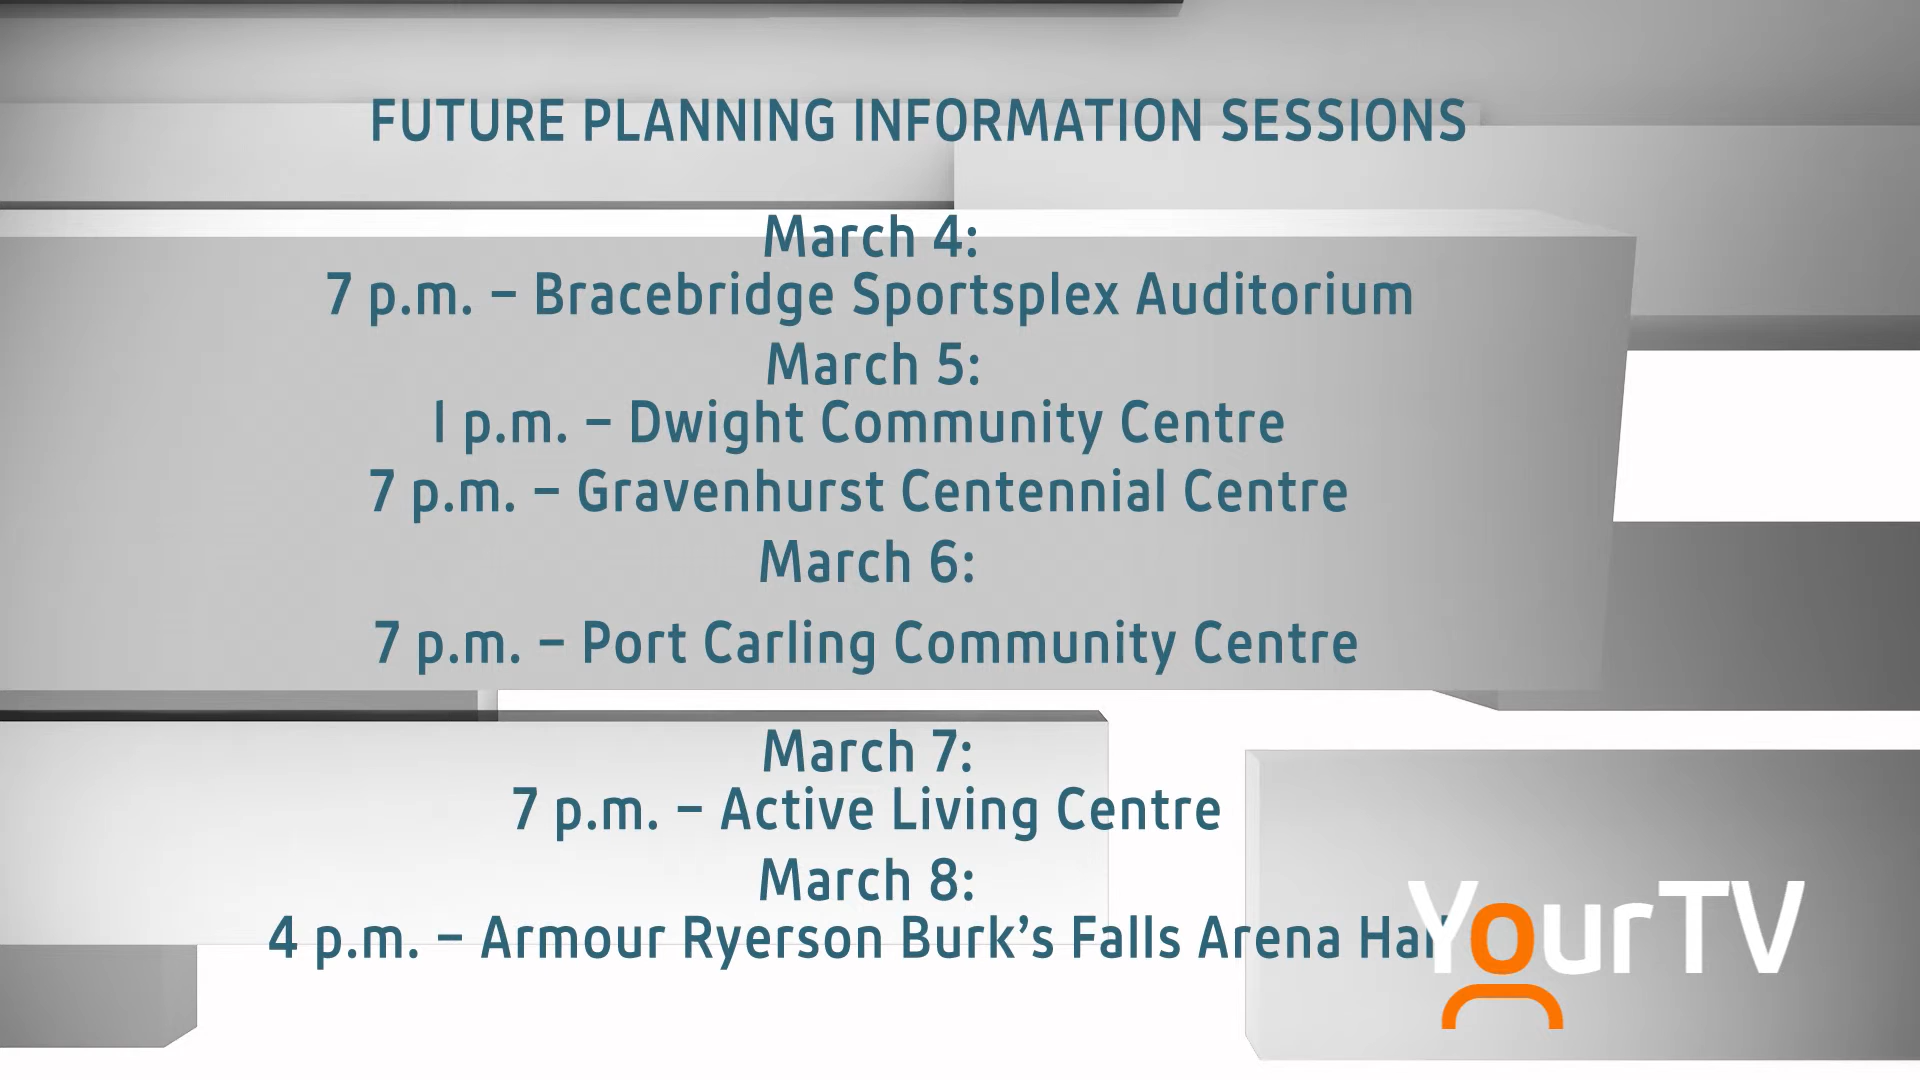 FUTURE PLANNING INFORMATION SESSIONS
March 4:
7 p.m. – Bracebridge Sportsplex Auditorium
March 5:
1 p.m. – Dwight Community Centre
7 p.m. – Gravenhurst Centennial Centre
March 6:
7 p.m. – Port Carling Community Centre
March 7:
7 p.m. – Active Living Centre
March 8:
4 p.m. – Armour Ryerson Burk’s Falls Arena Hall
YourTV